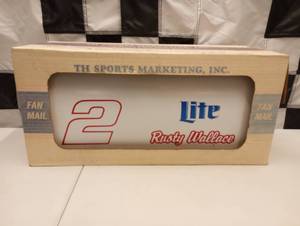 TH SPORTS MARKETING, INC.
FAN
MAIL
2
Lite
Rusty Wallace
FAN
MAIL